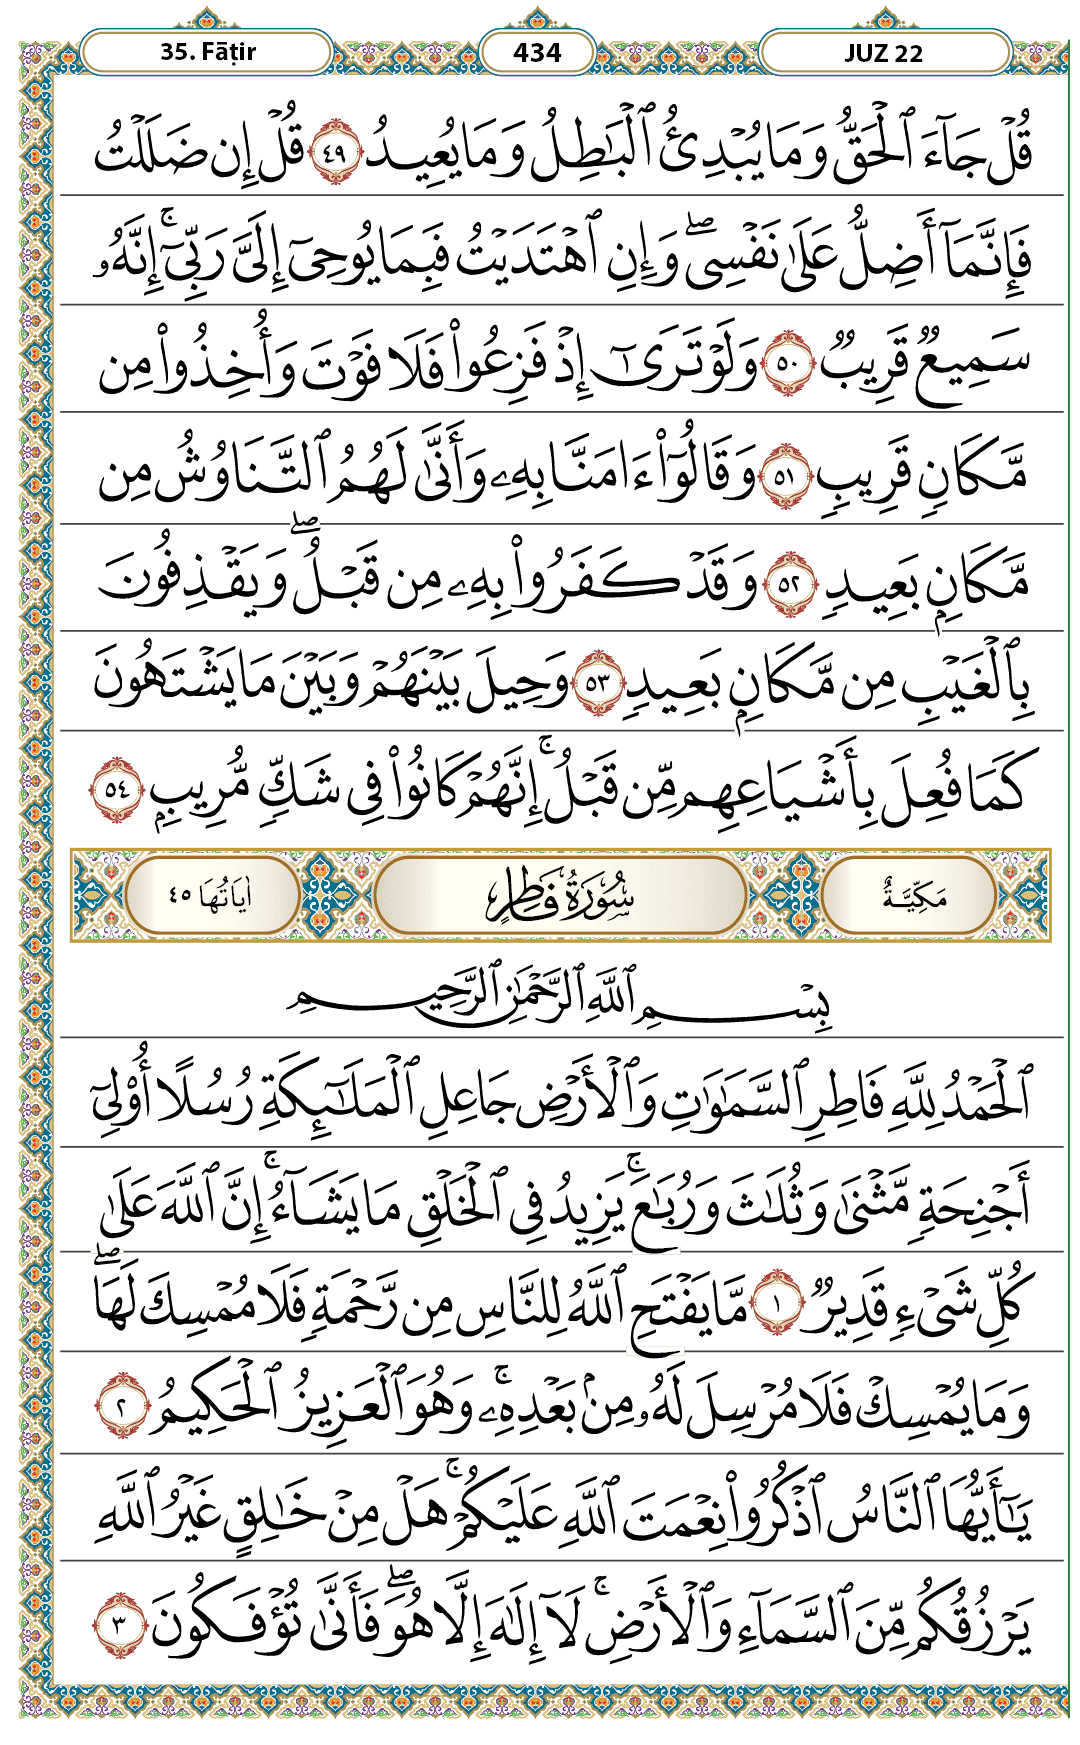 35. Fāṭir 434 JUZ 22
قُلۡ جَآءَ ٱلۡحَقُّ وَمَا يُبۡدِئُ ٱلۡبَٰطِلُ وَمَا يُعِيدُ ٤٩ قُلۡ إِن ضَلَلۡتُ
فَإِنَّمَآ أَضِلُّ عَلَىٰ نَفۡسِيۖ وَإِنِ ٱهۡتَدَيۡتُ فَبِمَا يُوحِيٓ إِلَيَّ رَبِّيٓۚ إِنَّهُۥ
سَمِيعٞ قَرِيبٞ ٥٠ وَلَوۡ تَرَىٰٓ إِذۡ فَزِعُواْ فَلَا فَوۡتَ وَأُخِذُواْ مِن
مَّكَانٖ قَرِيبٖ ٥١ وَقَالُوٓاْ ءَامَنَّا بِهِۦ وَأَنَّىٰ لَهُمُ ٱلتَّنَاوُشُ مِن
مَّكَانِۭ بَعِيدٖ ٥٢ وَقَدۡ كَفَرُواْ بِهِۦ مِن قَبۡلُۖ وَيَقۡذِفُونَ
بِٱلۡغَيۡبِ مِن مَّكَانِۭ بَعِيدٖ ٥٣ وَحِيلَ بَيۡنَهُمۡ وَبَيۡنَ مَا يَشۡتَهُونَ
كَمَا فُعِلَ بِأَشۡيَاعِهِم مِّن قَبۡلُۚ إِنَّهُمۡ كَانُواْ فِي شَكّٖ مُّرِيبِۭ ٥٤
مَكِّيَّةٌ سُورَةُ فَاطِرٍ اٰيَاتُهَا ٤٥
بِسۡمِ ٱللَّهِ ٱلرَّحۡمَٰنِ ٱلرَّحِيمِ
ٱلۡحَمۡدُ لِلَّهِ فَاطِرِ ٱلسَّمَٰوَٰتِ وَٱلۡأَرۡضِ جَاعِلِ ٱلۡمَلَٰٓئِكَةِ رُسُلًا أُوْلِيٓ
أَجۡنِحَةٖ مَّثۡنَىٰ وَثُلَٰثَ وَرُبَٰعَۚ يَزِيدُ فِي ٱلۡخَلۡقِ مَا يَشَآءُۚ إِنَّ ٱللَّهَ عَلَىٰ
كُلِّ شَيۡءٖ قَدِيرٞ ١ مَّا يَفۡتَحِ ٱللَّهُ لِلنَّاسِ مِن رَّحۡمَةٖ فَلَا مُمۡسِكَ لَهَاۖ
وَمَا يُمۡسِكۡ فَلَا مُرۡسِلَ لَهُۥ مِنۢ بَعۡدِهِۦۚ وَهُوَ ٱلۡعَزِيزُ ٱلۡحَكِيمُ ٢
يَٰٓأَيُّهَا ٱلنَّاسُ ٱذۡكُرُواْ نِعۡمَتَ ٱللَّهِ عَلَيۡكُمۡۚ هَلۡ مِنۡ خَٰلِقٍ غَيۡرُ ٱللَّهِ
يَرۡزُقُكُم مِّنَ ٱلسَّمَآءِ وَٱلۡأَرۡضِۚ لَآ إِلَٰهَ إِلَّا هُوَۖ فَأَنَّىٰ تُؤۡفَكُونَ ٣